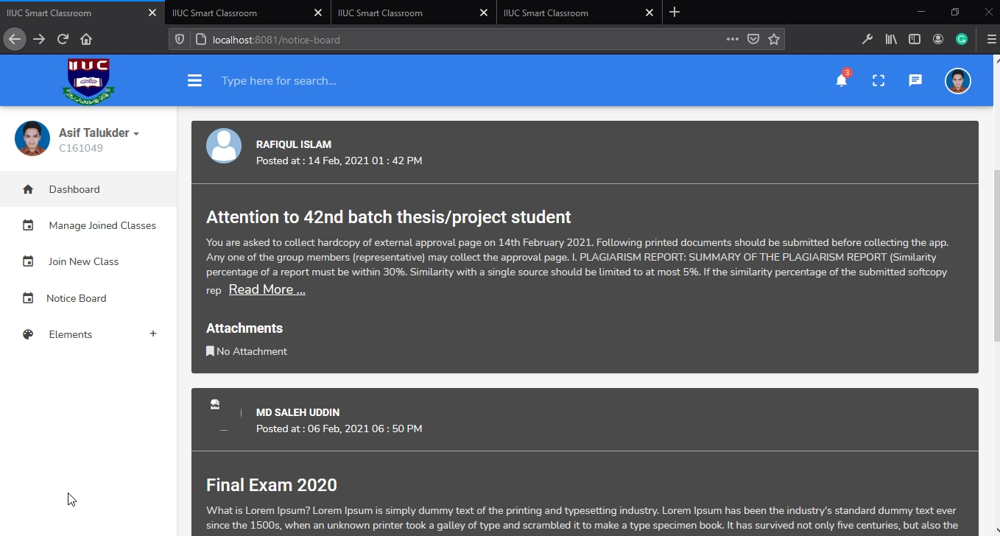 IIUC Smart Classroom
IIUC Smart Classroom
IIUC Smart Classroom
IIUC Smart Classroom
localhost:8081/notice-board
IIUC
Type here for search...
3
Asif Talukder
C161049
Dashboard
Manage Joined Classes
Join New Class
Notice Board
Elements +
RAFIQUL ISLAM
Posted at : 14 Feb, 2021 01 : 42 PM
Attention to 42nd batch thesis/project student
You are asked to collect hardcopy of external approval page on 14th February 2021. Following printed documents should be submitted before collecting the app.
Any one of the group members (representative) may collect the approval page. I. PLAGIARISM REPORT: SUMMARY OF THE PLAGIARISM REPORT (Similarity
percentage of a report must be within 30%. Similarity with a single source should be limited to at most 5%. If the similarity percentage of the submitted softcopy
rep Read More ...
Attachments
No Attachment
MD SALEH UDDIN
Posted at : 06 Feb, 2021 06 : 50 PM
Final Exam 2020
What is Lorem Ipsum? Lorem Ipsum is simply dummy text of the printing and typesetting industry. Lorem Ipsum has been the industry's standard dummy text ever
since the 1500s, when an unknown printer took a galley of type and scrambled it to make a type specimen book. It has survived not only five centuries, but also the